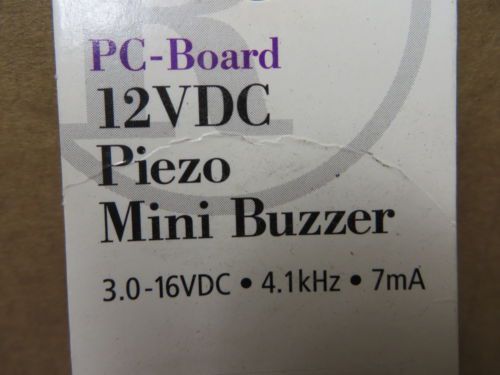 PC-Board
12VDC
Piezo
Mini Buzzer
3.0-16VDC • 4.1kHz • 7mA